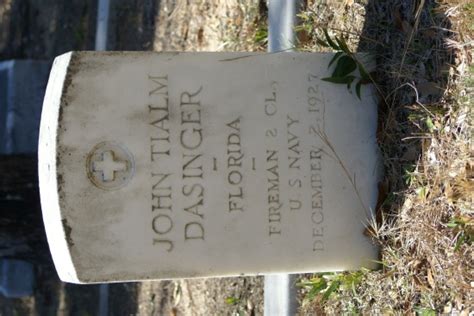 JOHN TIALM
DASINGER
—
FLORIDA
—
FIREMAN 2 CL.,
U S NAVY
DECEMBER 2, 1927